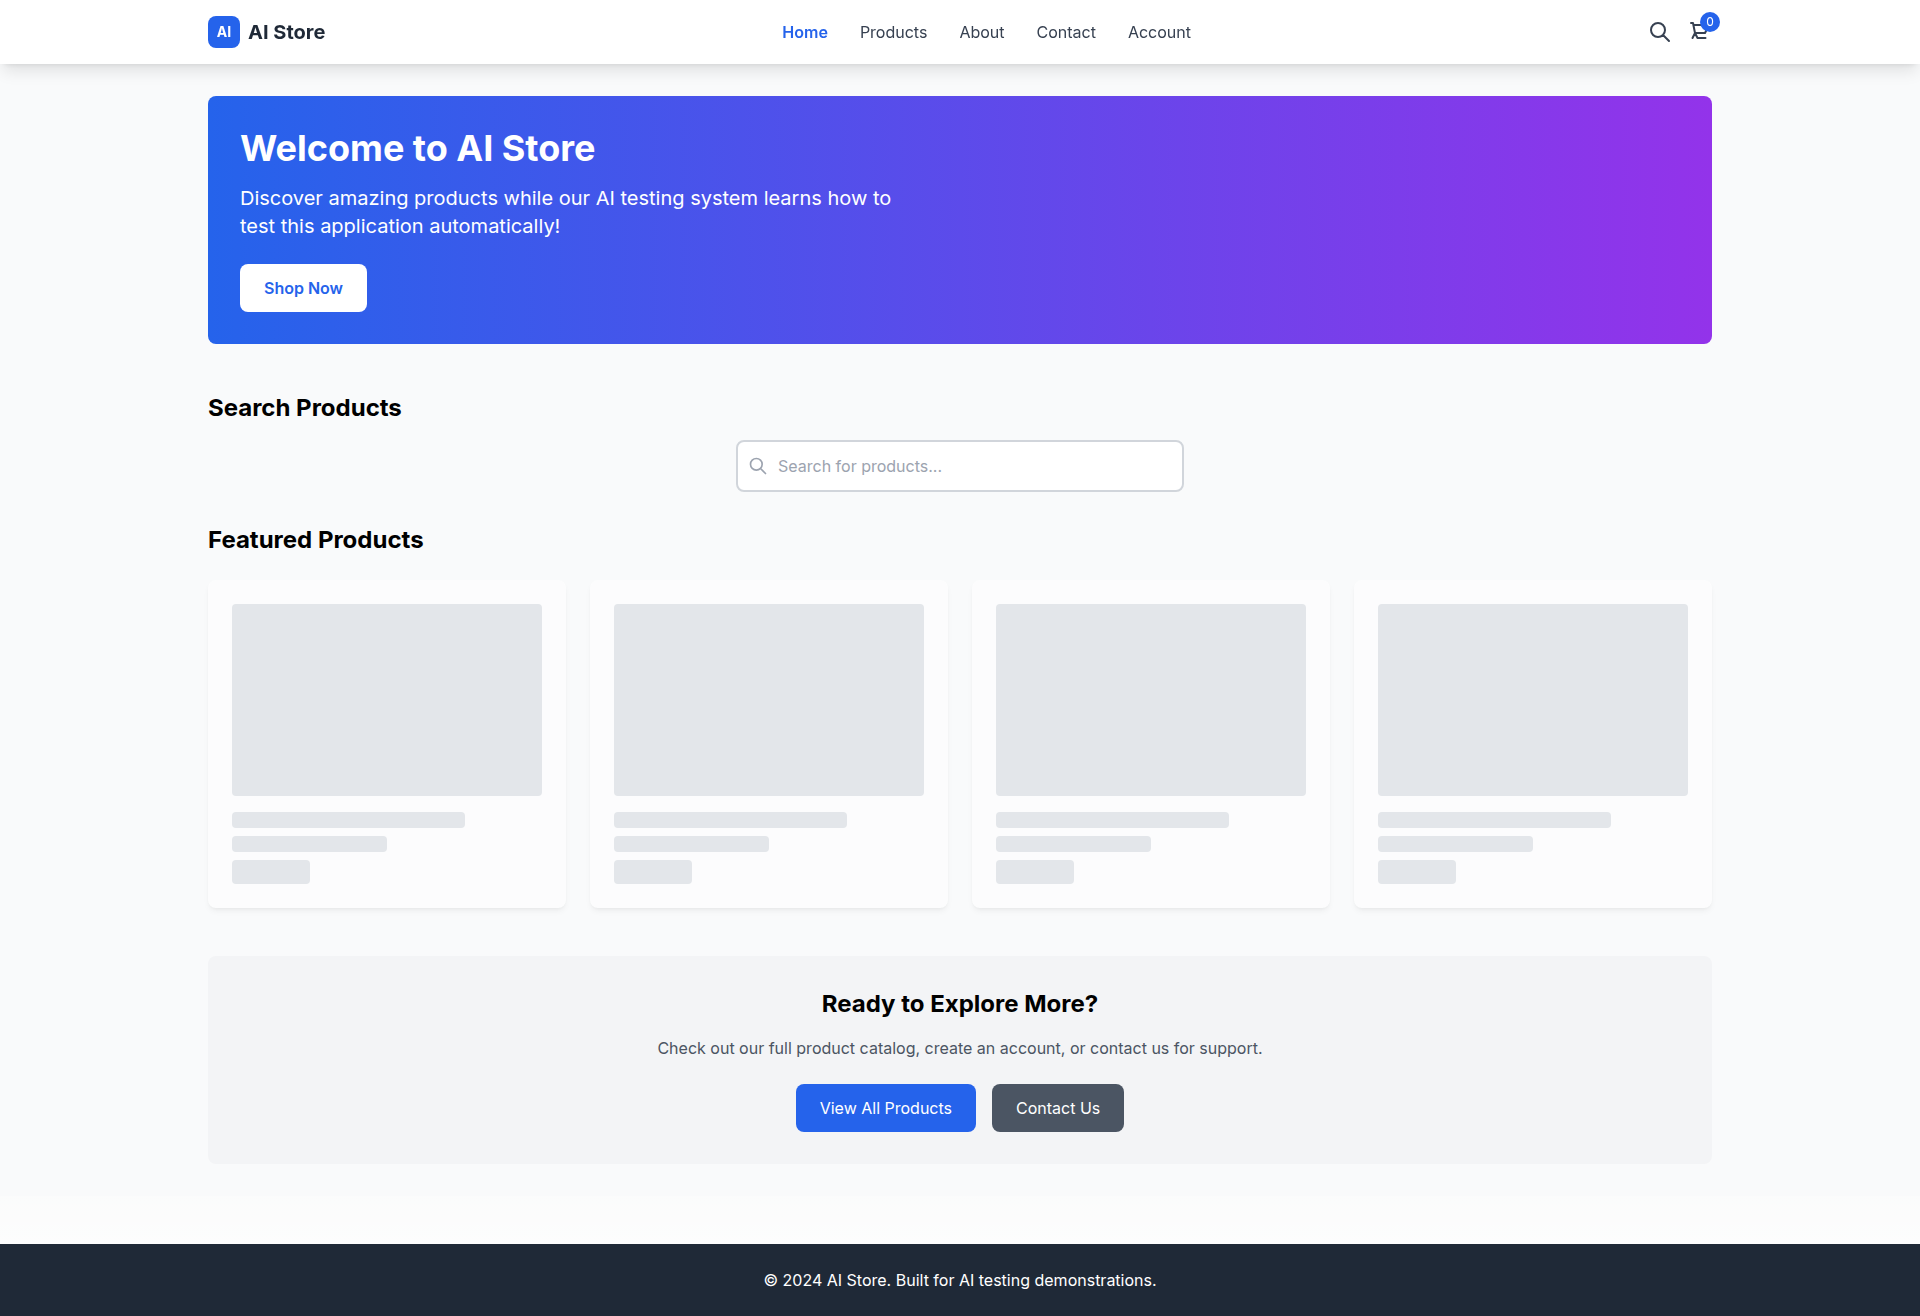 AI AI Store
Home Products About Contact Account
0
Welcome to AI Store
Discover amazing products while our AI testing system learns how to
test this application automatically!
Shop Now
Search Products
Search for products...
Featured Products
Ready to Explore More?
Check out our full product catalog, create an account, or contact us for support.
View All Products Contact Us
© 2024 AI Store. Built for AI testing demonstrations.